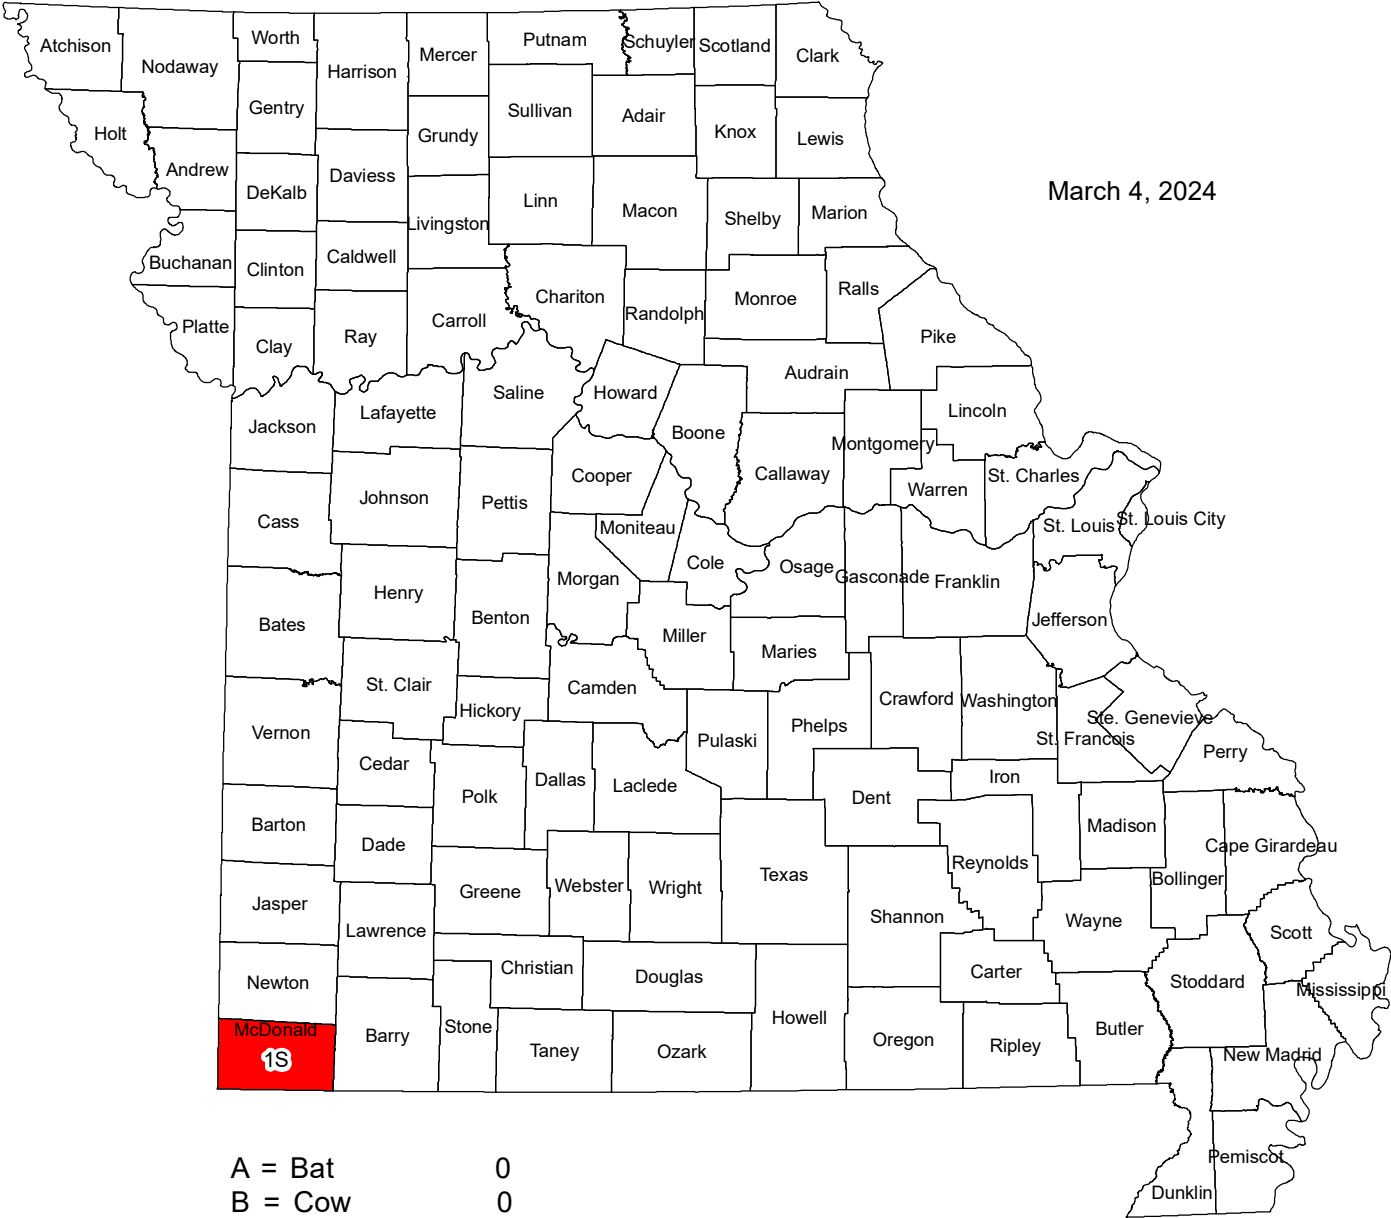 Atchison
Nodaway
Worth
Harrison
Mercer
Putnam
Schuyler
Scotland
Clark
Holt
Andrew
Gentry
DeKalb
Daviess
Grundy
Sullivan
Adair
Knox
Lewis
March 4, 2024
Livingston
Linn
Macon
Shelby
Marion
Buchanan
Clinton
Caldwell
Chariton
Randolph
Monroe
Ralls
Platte
Clay
Ray
Carroll
Pike
Audrain
Jackson
Lafayette
Saline
Howard
Boone
Lincoln
Callaway
Montgomery
Warren
St. Charles
Cass
Johnson
Pettis
Cooper
Moniteau
St. Louis
St. Louis City
Cole
Osage
Gasconade
Franklin
Bates
Henry
Benton
Morgan
Miller
Maries
Jefferson
St. Clair
Hickory
Camden
Crawford
Washington
Vernon
Pulaski
Phelps
Ste. Genevieve
St. Francois
Perry
Cedar
Polk
Dallas
Laclede
Dent
Iron
Barton
Dade
Madison
Cape Girardeau
Reynolds
Bollinger
Jasper
Greene
Webster
Wright
Texas
Lawrence
Shannon
Wayne
Scott
Newton
Christian
Douglas
Carter
Stoddard
Mississippi
McDonald
1S
Barry
Stone
Taney
Ozark
Howell
Oregon
Ripley
Butler
New Madrid
Pemiscot
Dunklin
A = Bat 0
B = Cow 0